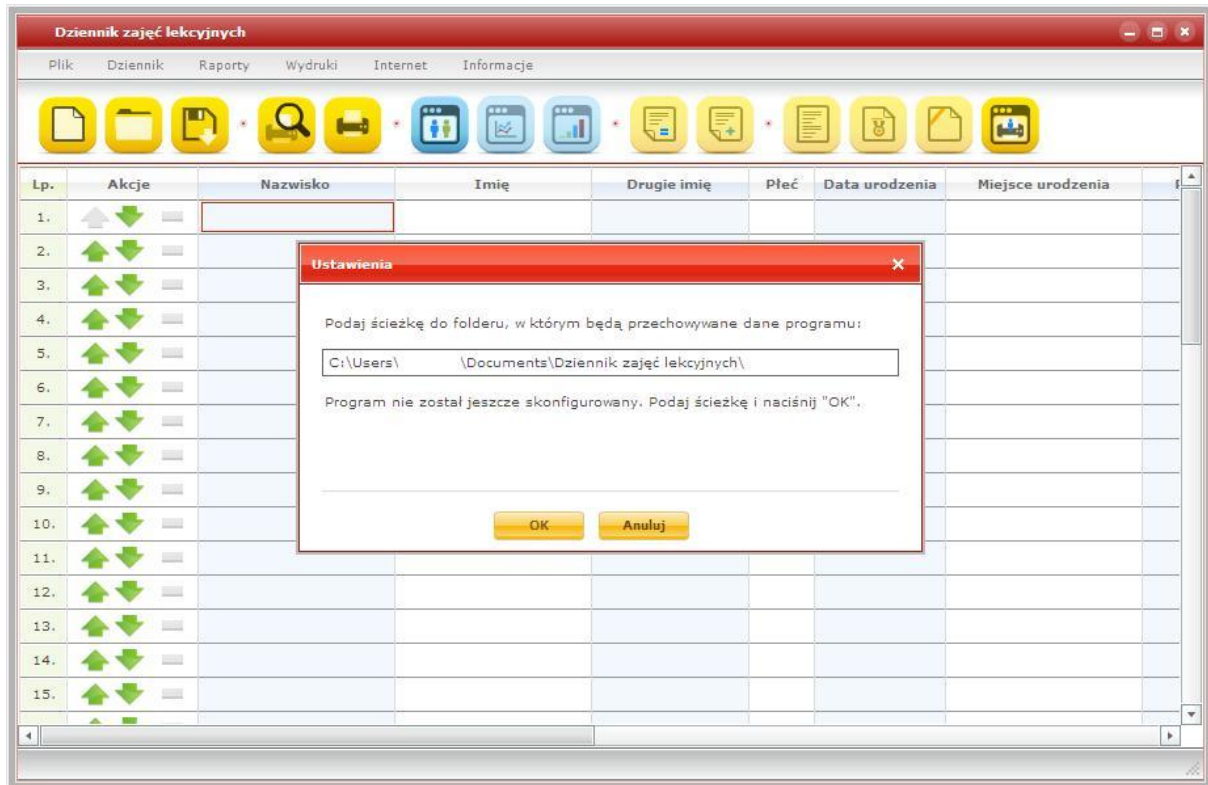 Dziennik zajęć lekcyjnych
Plik Dziennik Raporty Wydruki Internet Informacje
Lp. Akcje Nazwisko Imię Drugie imię Płeć Data urodzenia Miejsce urodzenia
1.
2.
3.
4.
5.
6.
7.
8.
9.
10.
11.
12.
13.
14.
15.
Ustawienia
Podaj ścieżkę do folderu, w którym będą przechowywane dane programu:
C:\Users\ \Documents\Dziennik zajęć lekcyjnych\
Program nie został jeszcze skonfigurowany. Podaj ścieżkę i naciśnij "OK".
OK Anuluj